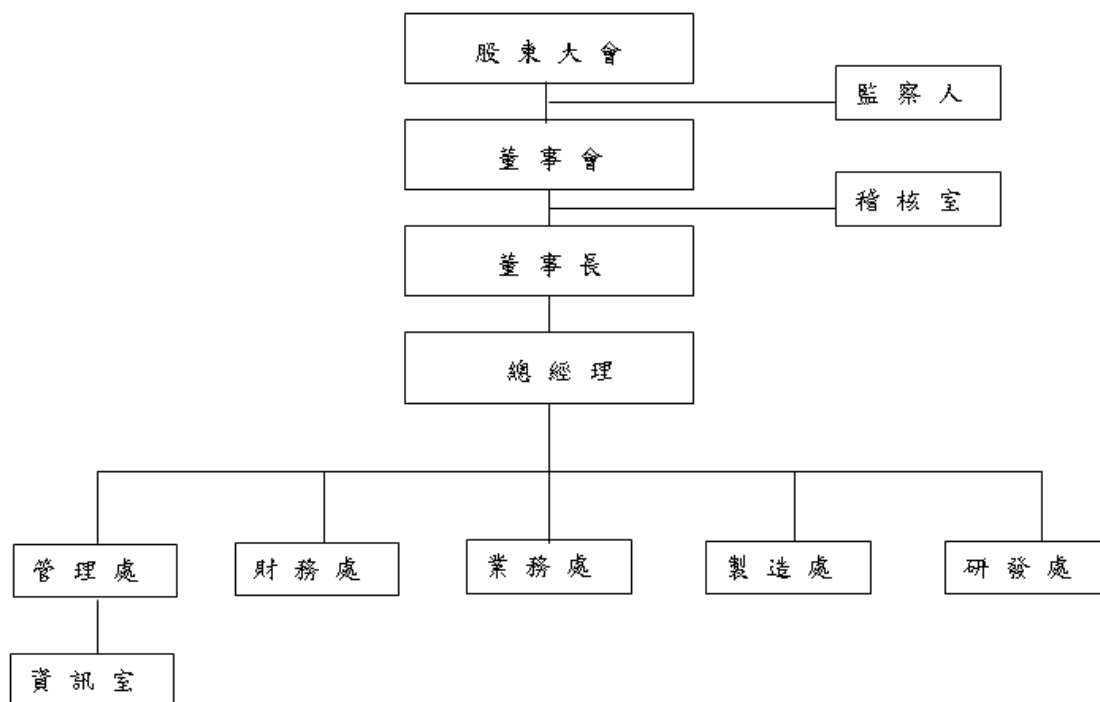 股東大會
監察人
董事會
稽核室
董事長
總經理
管理處
財務處
業務處
製造處
研發處
資訊室